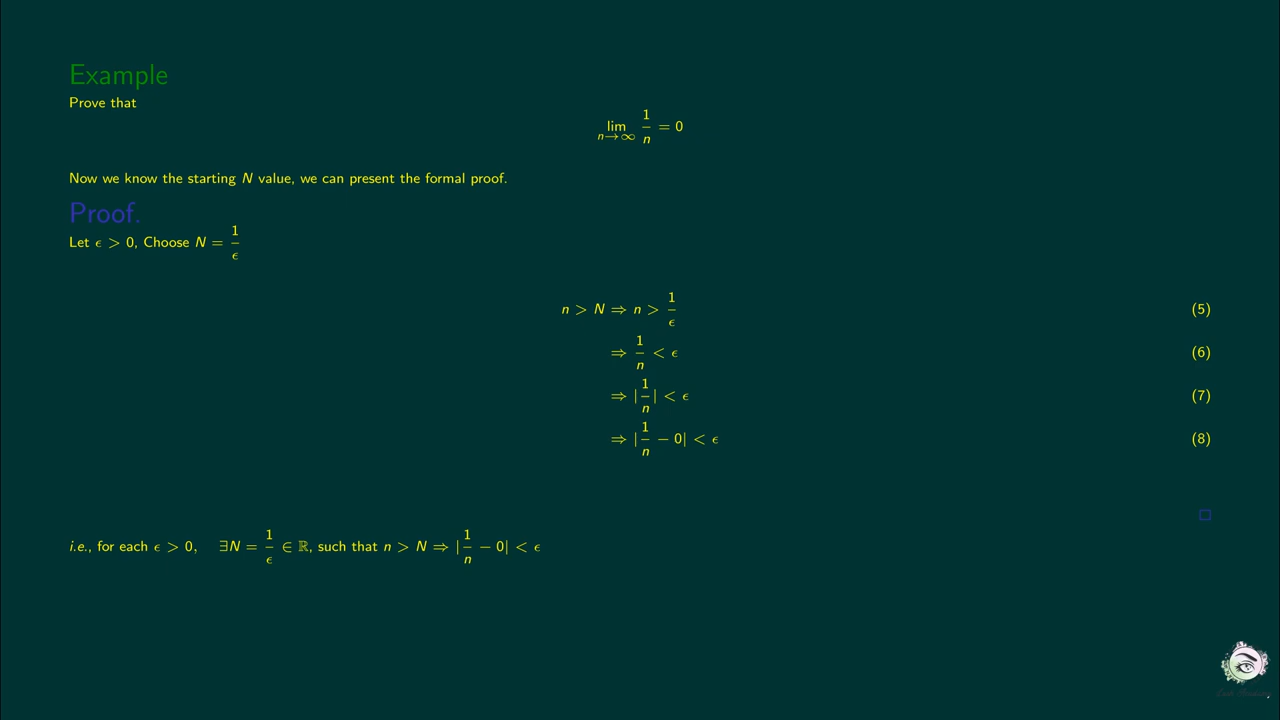 Example
Prove that
lim n→∞ 1/n = 0
Now we know the starting N value, we can present the formal proof.
Proof.
Let ϵ > 0, Choose N = 1/ϵ
n > N ⇒ n > 1/ϵ (5)
⇒ 1/n < ϵ (6)
⇒ |1/n| < ϵ (7)
⇒ |1/n − 0| < ϵ (8)
□
i.e., for each ϵ > 0, ∃N = 1/ϵ ∈ ℝ, such that n > N ⇒ |1/n − 0| < ϵ